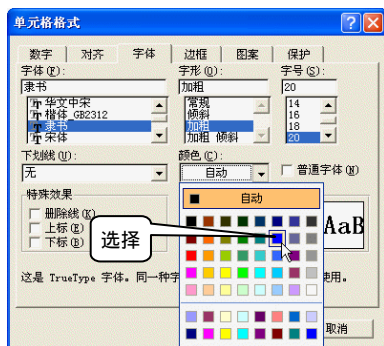 单元格格式
数字 对齐 字体 边框 图案 保护
字体(F): 字形(O): 字号(S):
隶书 加粗 20
华文中宋 常规 14
楷体_GB2312 倾斜 16
隶书 加粗 18
宋体 加粗 倾斜 20
下划线(U): 颜色(C):
无 自动 普通字体(N)
特殊效果 自动
删除线(K)
上标(E)
下标(B) 选择 AaB
这是 TrueType 字体。同一种字 使用。
取消